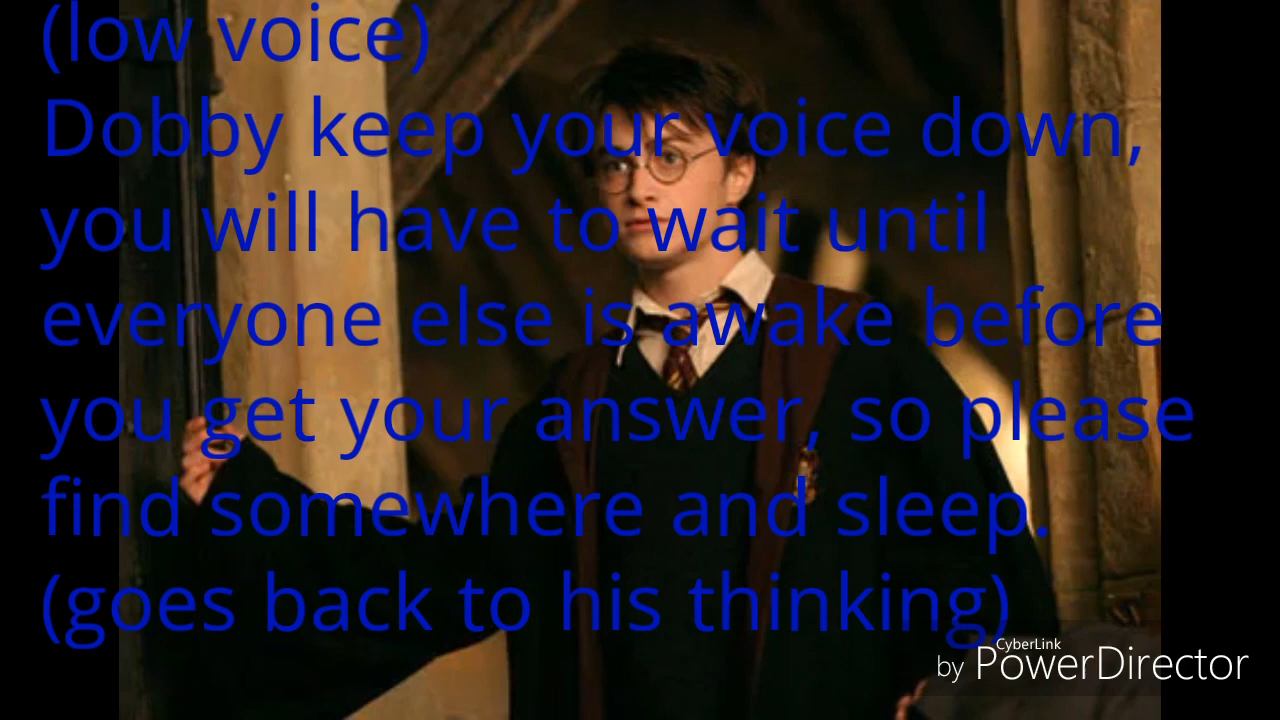 (low voice)
Dobby keep your voice down,
you will have to wait until
everyone else is awake before
you get your answer, so please
find somewhere and sleep.
(goes back to his thinking)
CyberLink
by PowerDirector